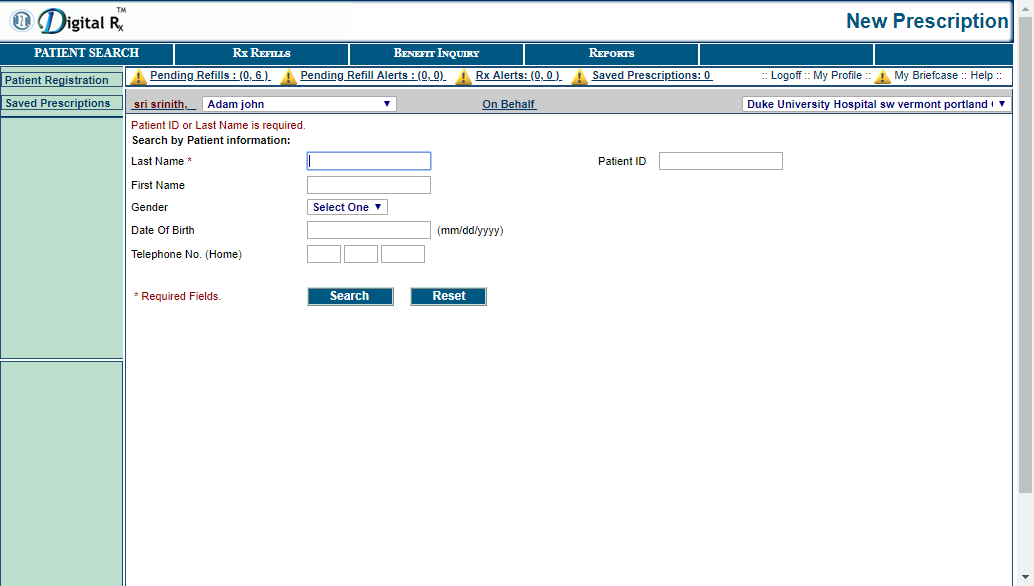 Digital Rx TM
New Prescription
PATIENT SEARCH Rx Refills Benefit Inquiry Reports
Patient Registration
Saved Prescriptions
Pending Refills : (0, 6 ) Pending Refill Alerts : (0, 0) Rx Alerts: (0, 0 ) Saved Prescriptions: 0 :: Logoff :: My Profile :: My Briefcase :: Help ::
sri srinith, Adam john On Behalf Duke University Hospital sw vermont portland
Patient ID or Last Name is required.
Search by Patient information:
Last Name * Patient ID
First Name
Gender Select One
Date Of Birth (mm/dd/yyyy)
Telephone No. (Home)
* Required Fields. Search Reset